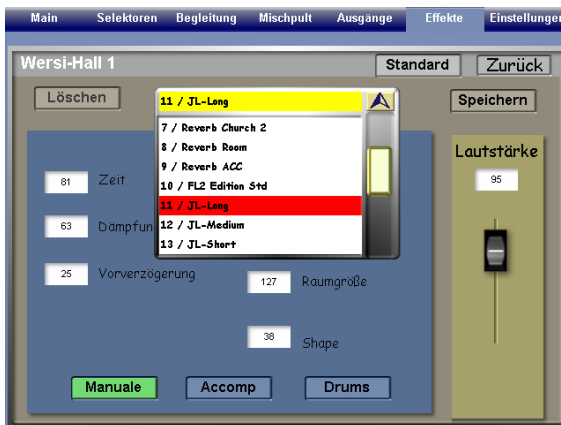 Main Selektoren Begleitung Mischpult Ausgänge Effekte Einstellunge
Wersi-Hall 1 Standard Zurück
Löschen 11 / JL-Long Speichern
7 / Reverb Church 2
8 / Reverb Room
9 / Reverb ACC
10 / FL2 Edition Std
11 / JL-Long
12 / JL-Medium
13 / JL-Short
Lautstärke
95
81 Zeit
63 Dämpfun
25 Vorverzögerung
127 Raumgröße
38 Shape
Manuale Accomp Drums